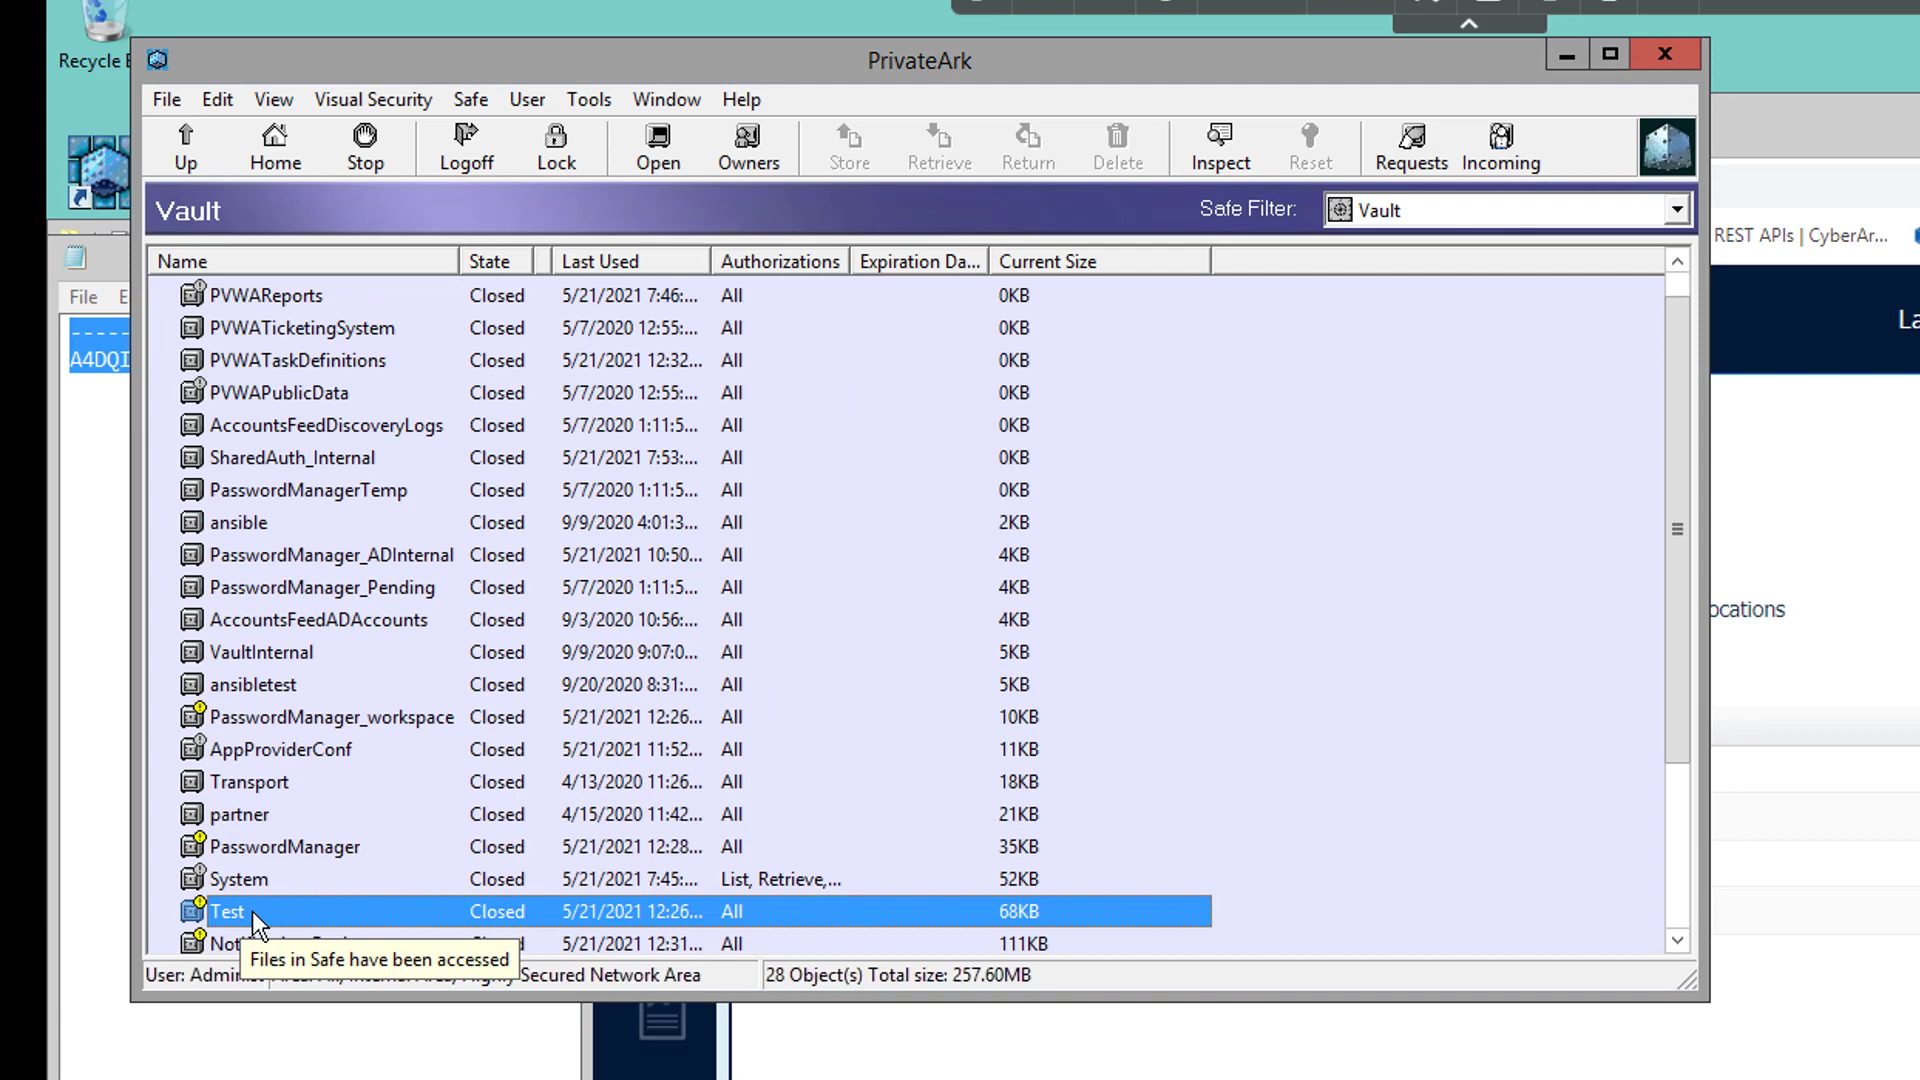 Recycle
PrivateArk
File Edit View Visual Security Safe User Tools Window Help
Up Home Stop Logoff Lock Open Owners Store Retrieve Return Delete Inspect Reset Requests Incoming
Vault Safe Filter: Vault
REST APIs | CyberAr...
Name State Last Used Authorizations Expiration Da... Current Size
File E
PVWAReports Closed 5/21/2021 7:46:... All 0KB
La
PVWATicketingSystem Closed 5/7/2020 12:55:... All 0KB
------
A4DQI
PVWATaskDefinitions Closed 5/21/2021 12:32... All 0KB
PVWAPublicData Closed 5/7/2020 12:55:... All 0KB
AccountsFeedDiscoveryLogs Closed 5/7/2020 1:11:5... All 0KB
SharedAuth_Internal Closed 5/21/2021 7:53:... All 0KB
PasswordManagerTemp Closed 5/7/2020 1:11:5... All 0KB
ansible Closed 9/9/2020 4:01:3... All 2KB
PasswordManager_ADInternal Closed 5/21/2021 10:50... All 4KB
PasswordManager_Pending Closed 5/7/2020 1:11:5... All 4KB
AccountsFeedADAccounts Closed 9/3/2020 10:56:... All 4KB
ocations
VaultInternal Closed 9/9/2020 9:07:0... All 5KB
ansibletest Closed 9/20/2020 8:31:... All 5KB
PasswordManager_workspace Closed 5/21/2021 12:26... All 10KB
AppProviderConf Closed 5/21/2021 11:52... All 11KB
Transport Closed 4/13/2020 11:26... All 18KB
partner Closed 4/15/2020 11:42... All 21KB
PasswordManager Closed 5/21/2021 12:28... All 35KB
System Closed 5/21/2021 7:45:... List, Retrieve,... 52KB
Test Closed 5/21/2021 12:26... All 68KB
Not 5/21/2021 12:31... All 111KB
Files in Safe have been accessed
User: Admini Secured Network Area 28 Object(s) Total size: 257.60MB